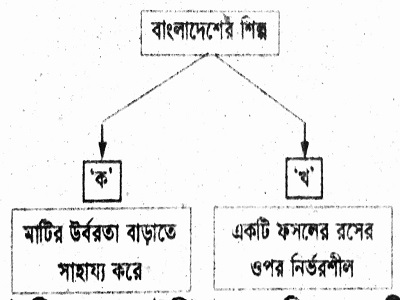 বাংলাদেশের শিল্প
'ক'
'খ'
মাটির উর্বরতা বাড়াতে
সাহায্য করে
একটি ফসলের রসের
ওপর নির্ভরশীল